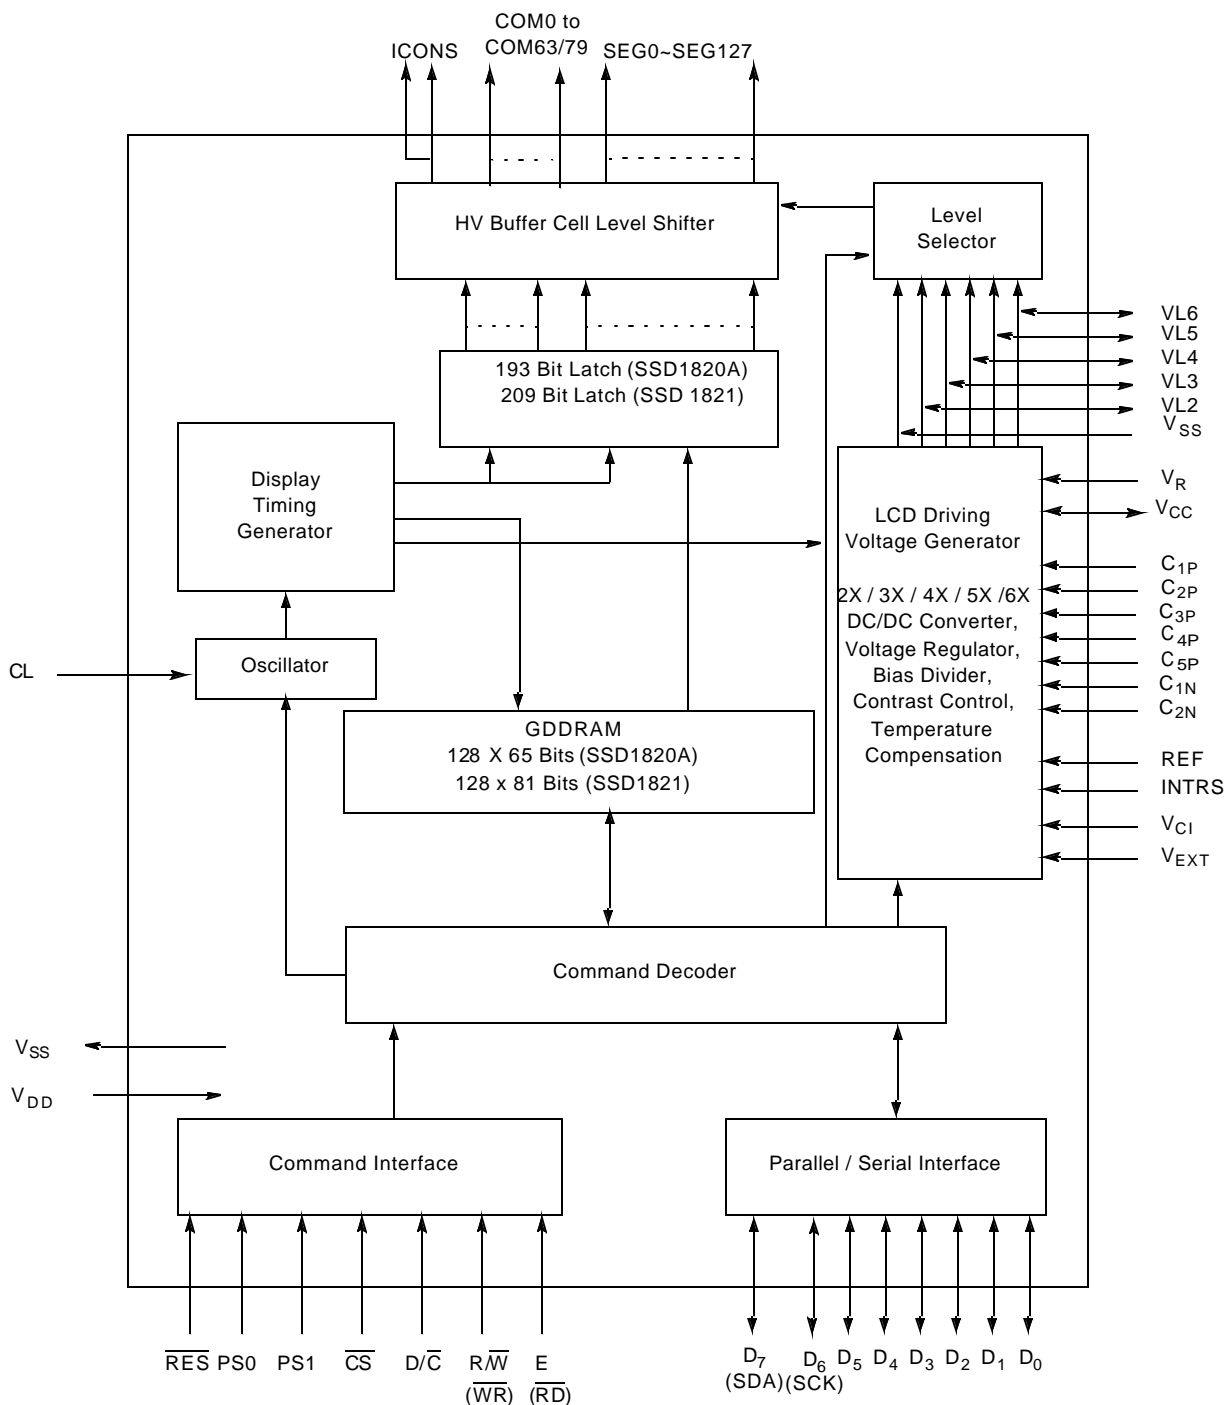 COM0 to
COM63/79
ICONS
SEG0~SEG127
HV Buffer Cell Level Shifter
Level
Selector
VL6
VL5
VL4
VL3
VL2
VSS
193 Bit Latch (SSD1820A)
209 Bit Latch (SSD 1821)
Display
Timing
Generator
VR
VCC
LCD Driving
Voltage Generator
2X / 3X / 4X / 5X /6X
DC/DC Converter,
Voltage Regulator,
Bias Divider,
Contrast Control,
Temperature
Compensation
C1P
C2P
C3P
C4P
C5P
C1N
C2N
REF
INTRS
VCI
VEXT
CL
Oscillator
GDDRAM
128 X 65 Bits (SSD1820A)
128 x 81 Bits (SSD1821)
Command Decoder
VSS
VDD
Command Interface
Parallel / Serial Interface
R̅E̅S̅ PS0 PS1 C̅S̅ D/C̅ R/W̅ E
(W̅R̅) (R̅D̅)
D7 D6 D5 D4 D3 D2 D1 D0
(SDA) (SCK)